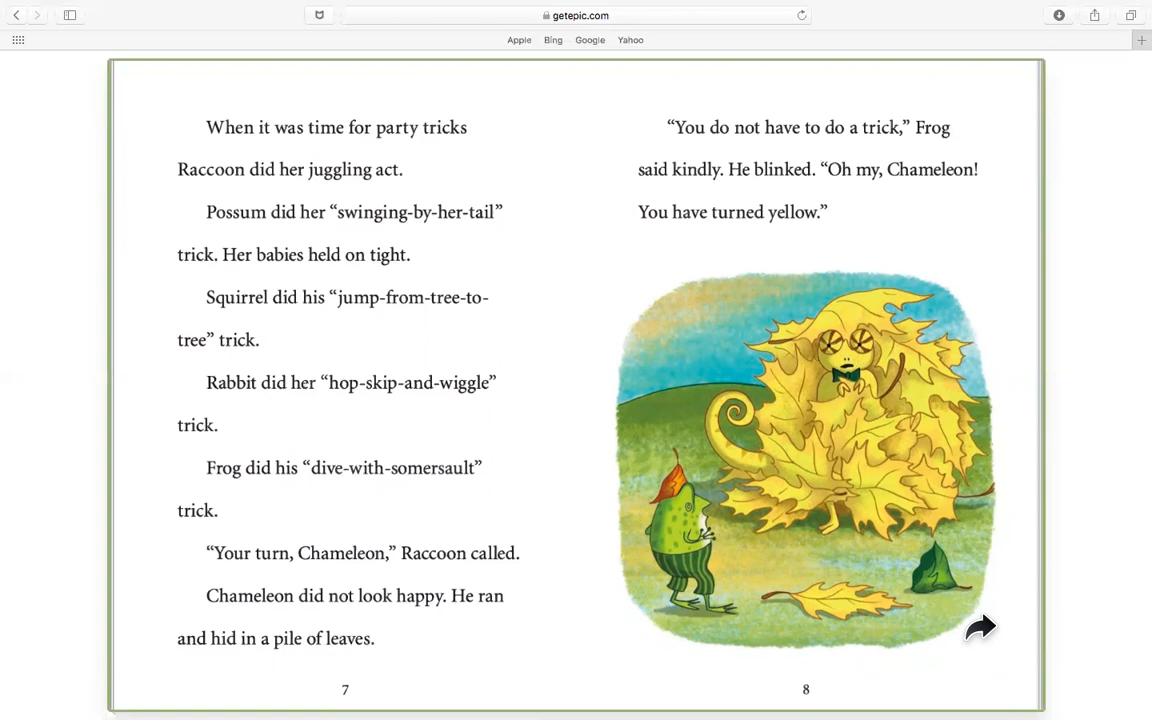 getepic.com
Apple Bing Google Yahoo
When it was time for party tricks
Raccoon did her juggling act.
Possum did her “swinging-by-her-tail”
trick. Her babies held on tight.
Squirrel did his “jump-from-tree-to-
tree” trick.
Rabbit did her “hop-skip-and-wiggle”
trick.
Frog did his “dive-with-somersault”
trick.
“Your turn, Chameleon,” Raccoon called.
Chameleon did not look happy. He ran
and hid in a pile of leaves.
7
“You do not have to do a trick,” Frog
said kindly. He blinked. “Oh my, Chameleon!
You have turned yellow.”
8